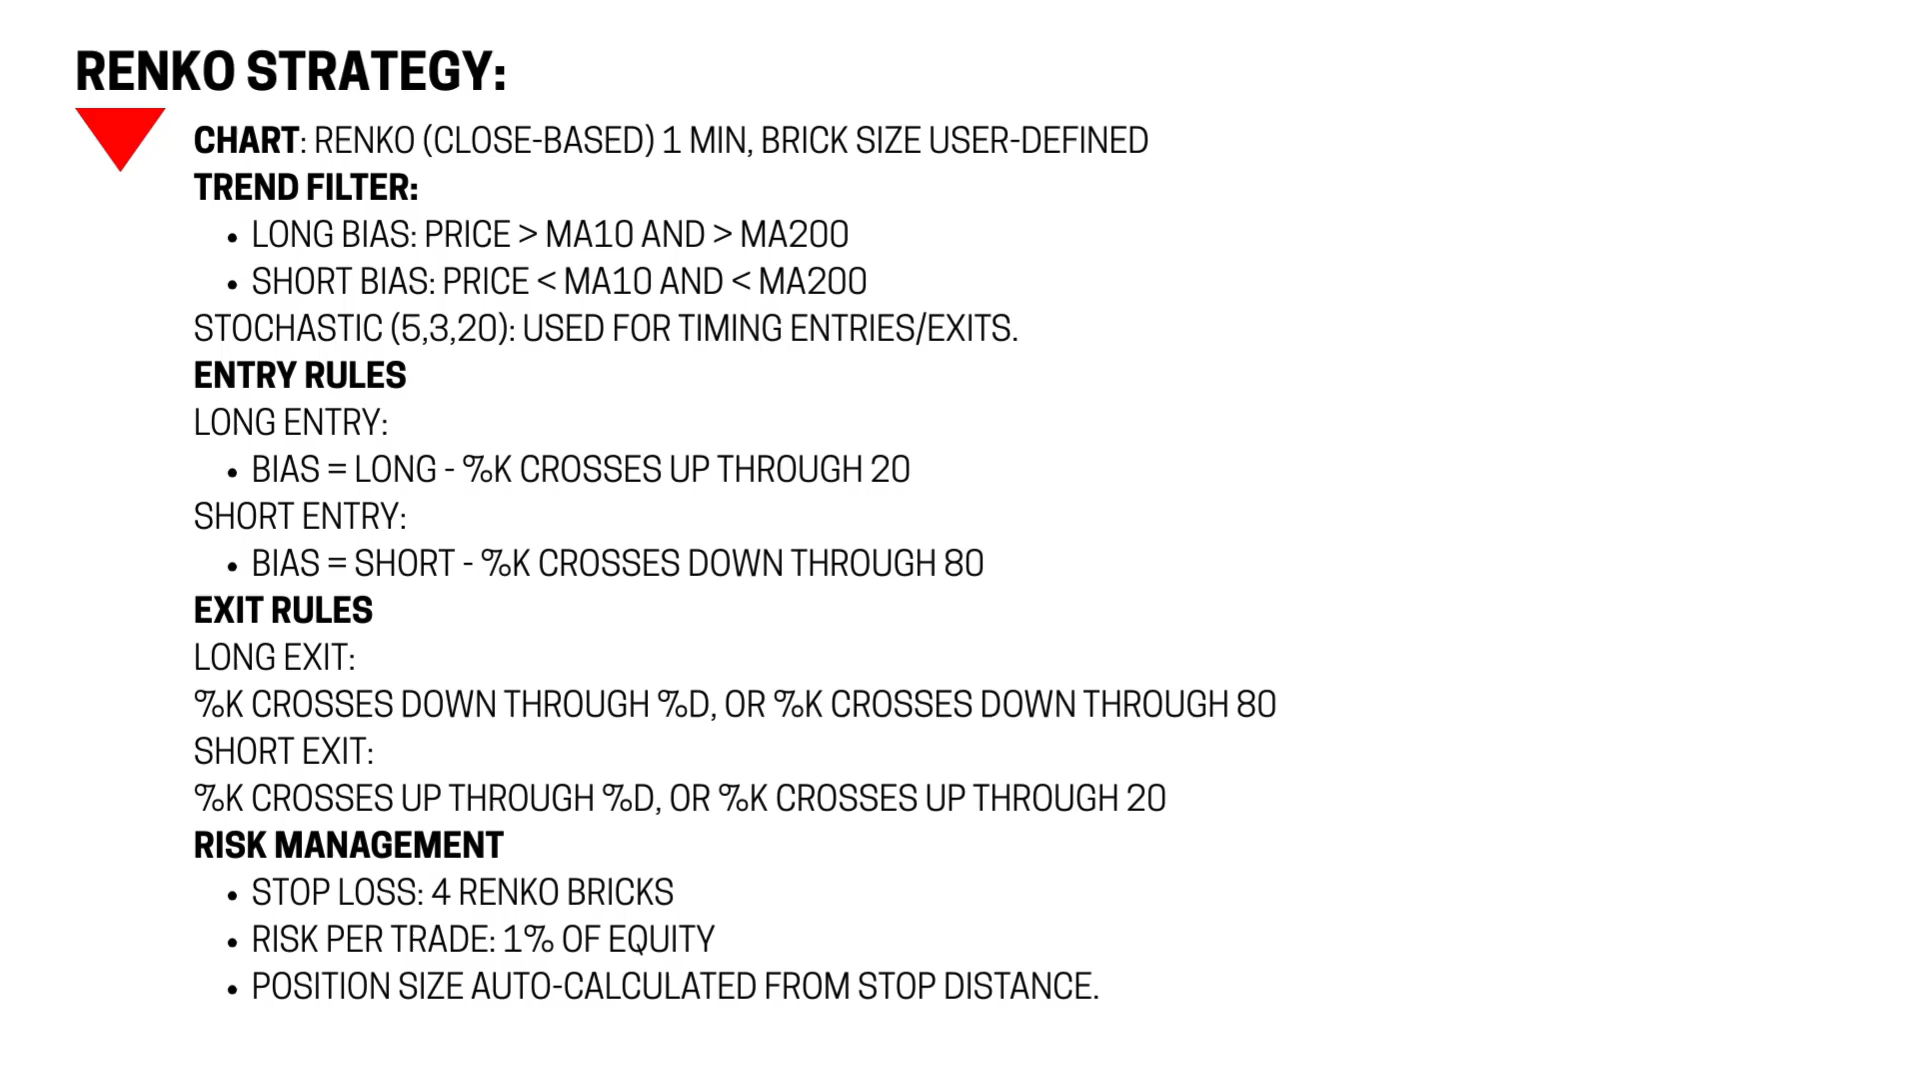 RENKO STRATEGY:
CHART: RENKO (CLOSE-BASED) 1 MIN, BRICK SIZE USER-DEFINED
TREND FILTER:
• LONG BIAS: PRICE > MA10 AND > MA200
• SHORT BIAS: PRICE < MA10 AND < MA200
STOCHASTIC (5,3,20): USED FOR TIMING ENTRIES/EXITS.
ENTRY RULES
LONG ENTRY:
• BIAS = LONG - %K CROSSES UP THROUGH 20
SHORT ENTRY:
• BIAS = SHORT - %K CROSSES DOWN THROUGH 80
EXIT RULES
LONG EXIT:
%K CROSSES DOWN THROUGH %D, OR %K CROSSES DOWN THROUGH 80
SHORT EXIT:
%K CROSSES UP THROUGH %D, OR %K CROSSES UP THROUGH 20
RISK MANAGEMENT
• STOP LOSS: 4 RENKO BRICKS
• RISK PER TRADE: 1% OF EQUITY
• POSITION SIZE AUTO-CALCULATED FROM STOP DISTANCE.